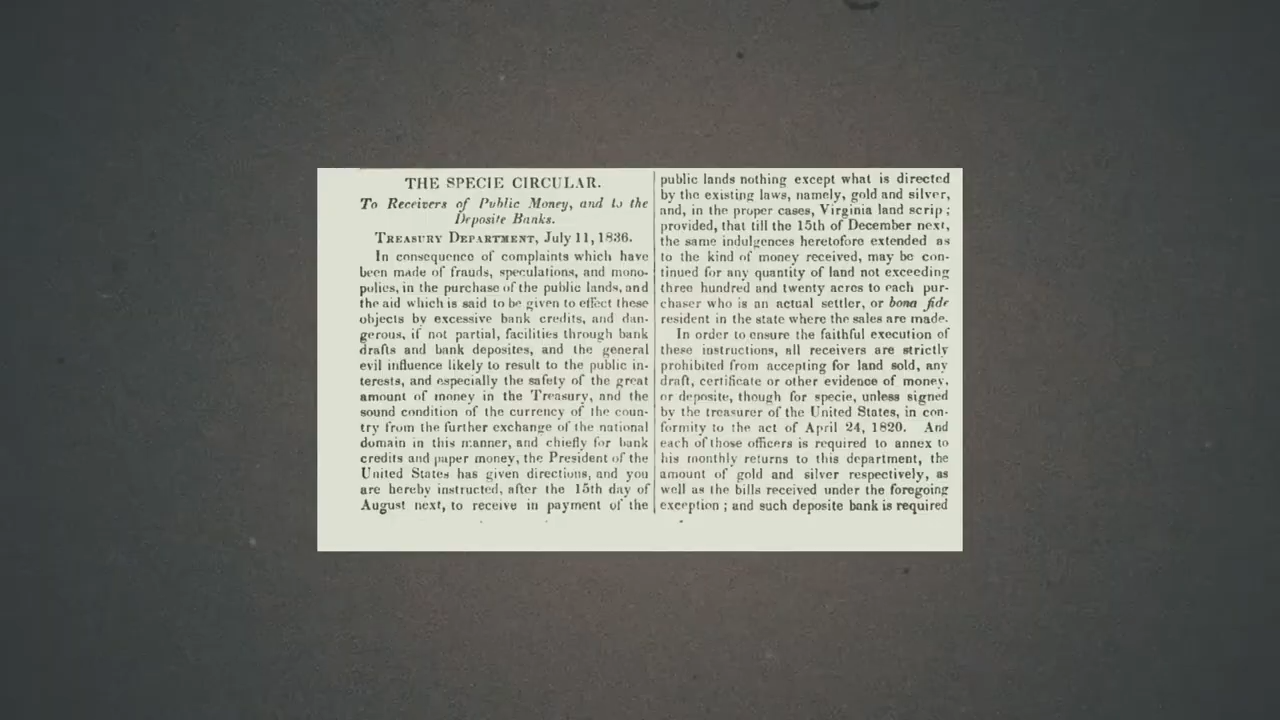 THE SPECIE CIRCULAR.
To Receivers of Public Money, and to the
Deposite Banks.
TREASURY DEPARTMENT, July 11, 1836.
In consequence of complaints which have
been made of frauds, speculations, and mono-
polies, in the purchase of the public lands, and
the aid which is said to be given to effect these
objects by excessive bank credits, and dan-
gerous, if not partial, facilities through bank
drafts and bank deposites, and the general
evil influence likely to result to the public in-
terests, and especially the safety of the great
amount of money in the Treasury, and the
sound condition of the currency of the coun-
try from the further exchange of the national
domain in this manner, and chiefly for bank
credits and paper money, the President of the
United States has given directions, and you
are hereby instructed, after the 15th day of
August next, to receive in payment of the
public lands nothing except what is directed
by the existing laws, namely, gold and silver,
and, in the proper cases, Virginia land scrip;
provided, that till the 15th of December next,
the same indulgences heretofore extended as
to the kind of money received, may be con-
tinued for any quantity of land not exceeding
three hundred and twenty acres to each pur-
chaser who is an actual settler, or bona fide
resident in the state where the sales are made.
In order to ensure the faithful execution of
these instructions, all receivers are strictly
prohibited from accepting for land sold, any
draft, certificate or other evidence of money,
or deposite, though for specie, unless signed
by the treasurer of the United States, in con-
formity to the act of April 24, 1820. And
each of those officers is required to annex to
his monthly returns to this department, the
amount of gold and silver respectively, as
well as the bills received under the foregoing
exception; and such deposite bank is required